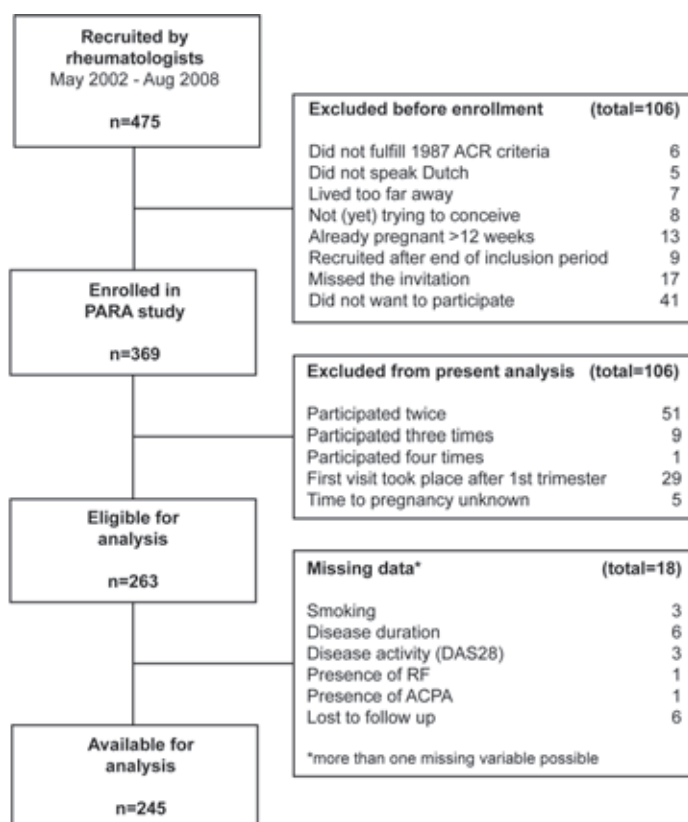 Recruited by
rheumatologists
May 2002 - Aug 2008
n=475
Excluded before enrollment (total=106)
Did not fulfill 1987 ACR criteria 6
Did not speak Dutch 5
Lived too far away 7
Not (yet) trying to conceive 8
Already pregnant >12 weeks 13
Recruited after end of inclusion period 9
Missed the invitation 17
Did not want to participate 41
Enrolled in
PARA study
n=369
Excluded from present analysis (total=106)
Participated twice 51
Participated three times 9
Participated four times 1
First visit took place after 1st trimester 29
Time to pregnancy unknown 5
Eligible for
analysis
n=263
Missing data* (total=18)
Smoking 3
Disease duration 6
Disease activity (DAS28) 3
Presence of RF 1
Presence of ACPA 1
Lost to follow up 6
*more than one missing variable possible
Available for
analysis
n=245